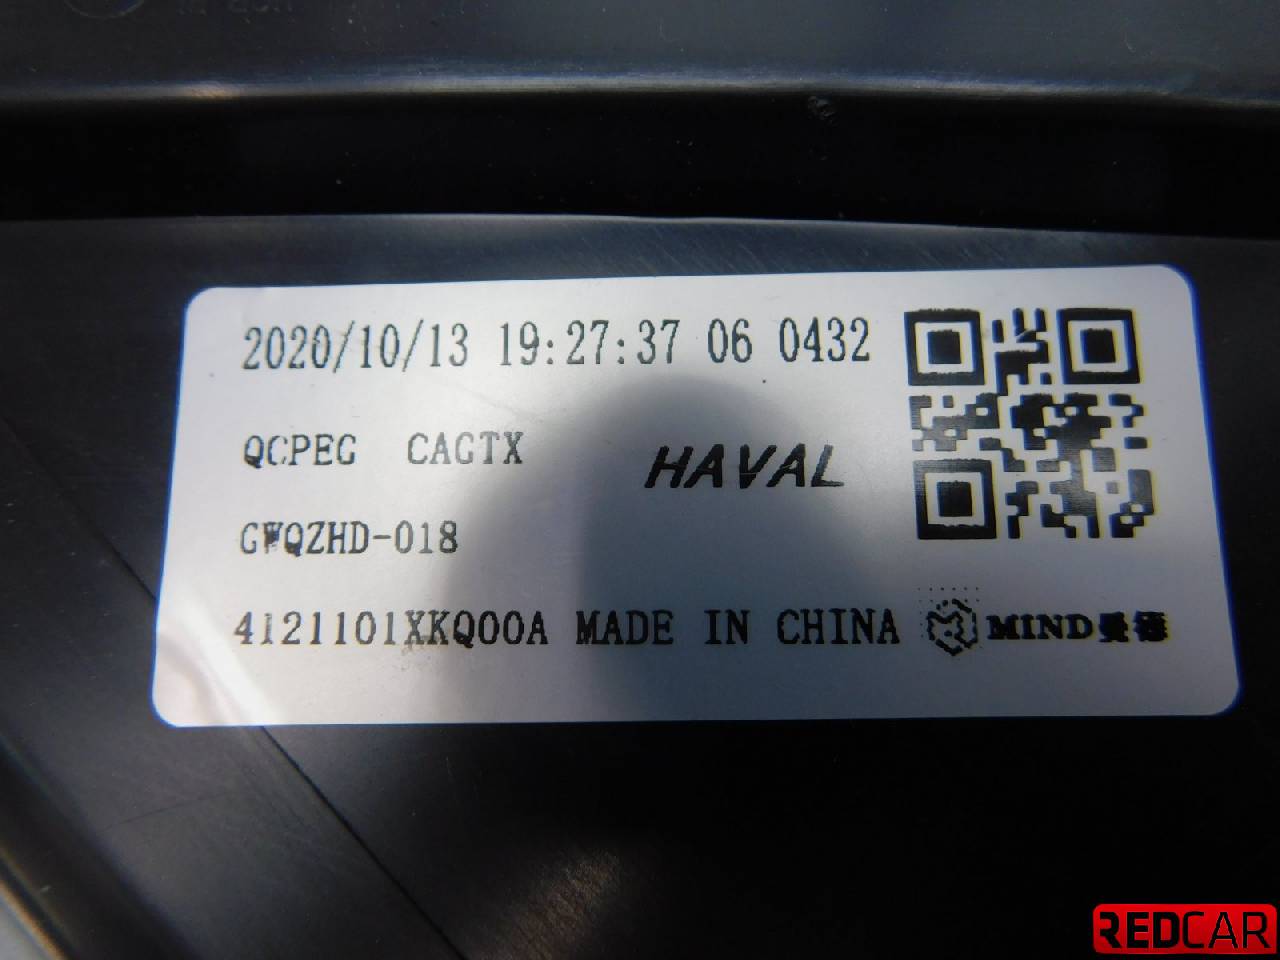 2020/10/13 19:27:37 06 0432
QCPEG CAGTX
HAVAL
GWQZHD-018
4121101XKQ00A MADE IN CHINA
MIND
REDCAR